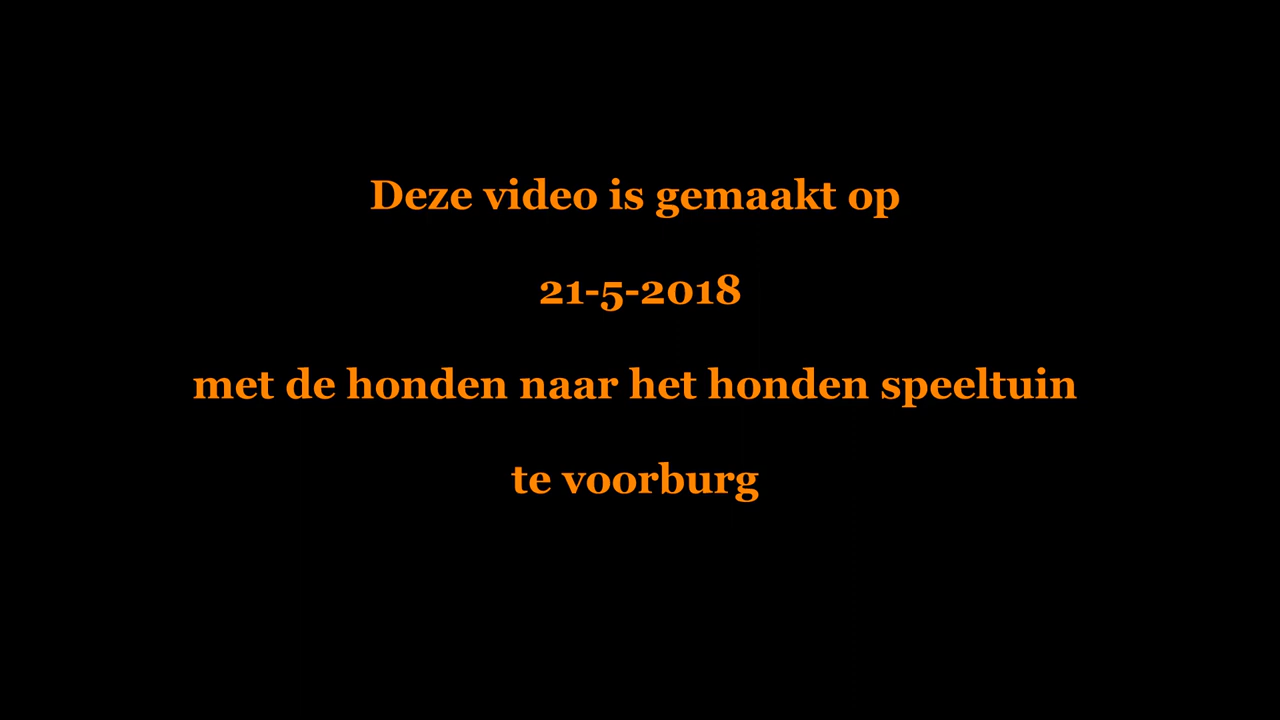 Deze video is gemaakt op
21-5-2018
met de honden naar het honden speeltuin
te voorburg